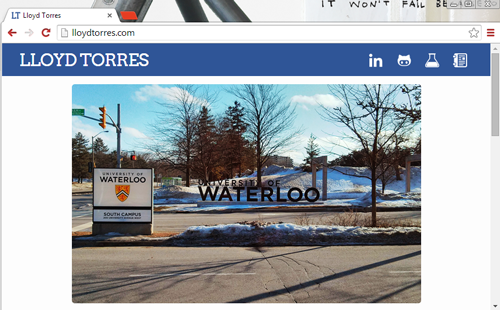 IT WON'T FAIL BE
LT Lloyd Torres
lloydtorres.com
LLOYD TORRES
in
UNIVERSITY OF
WATERLOO
SOUTH CAMPUS
UNIVERSITY OF
WATERLOO